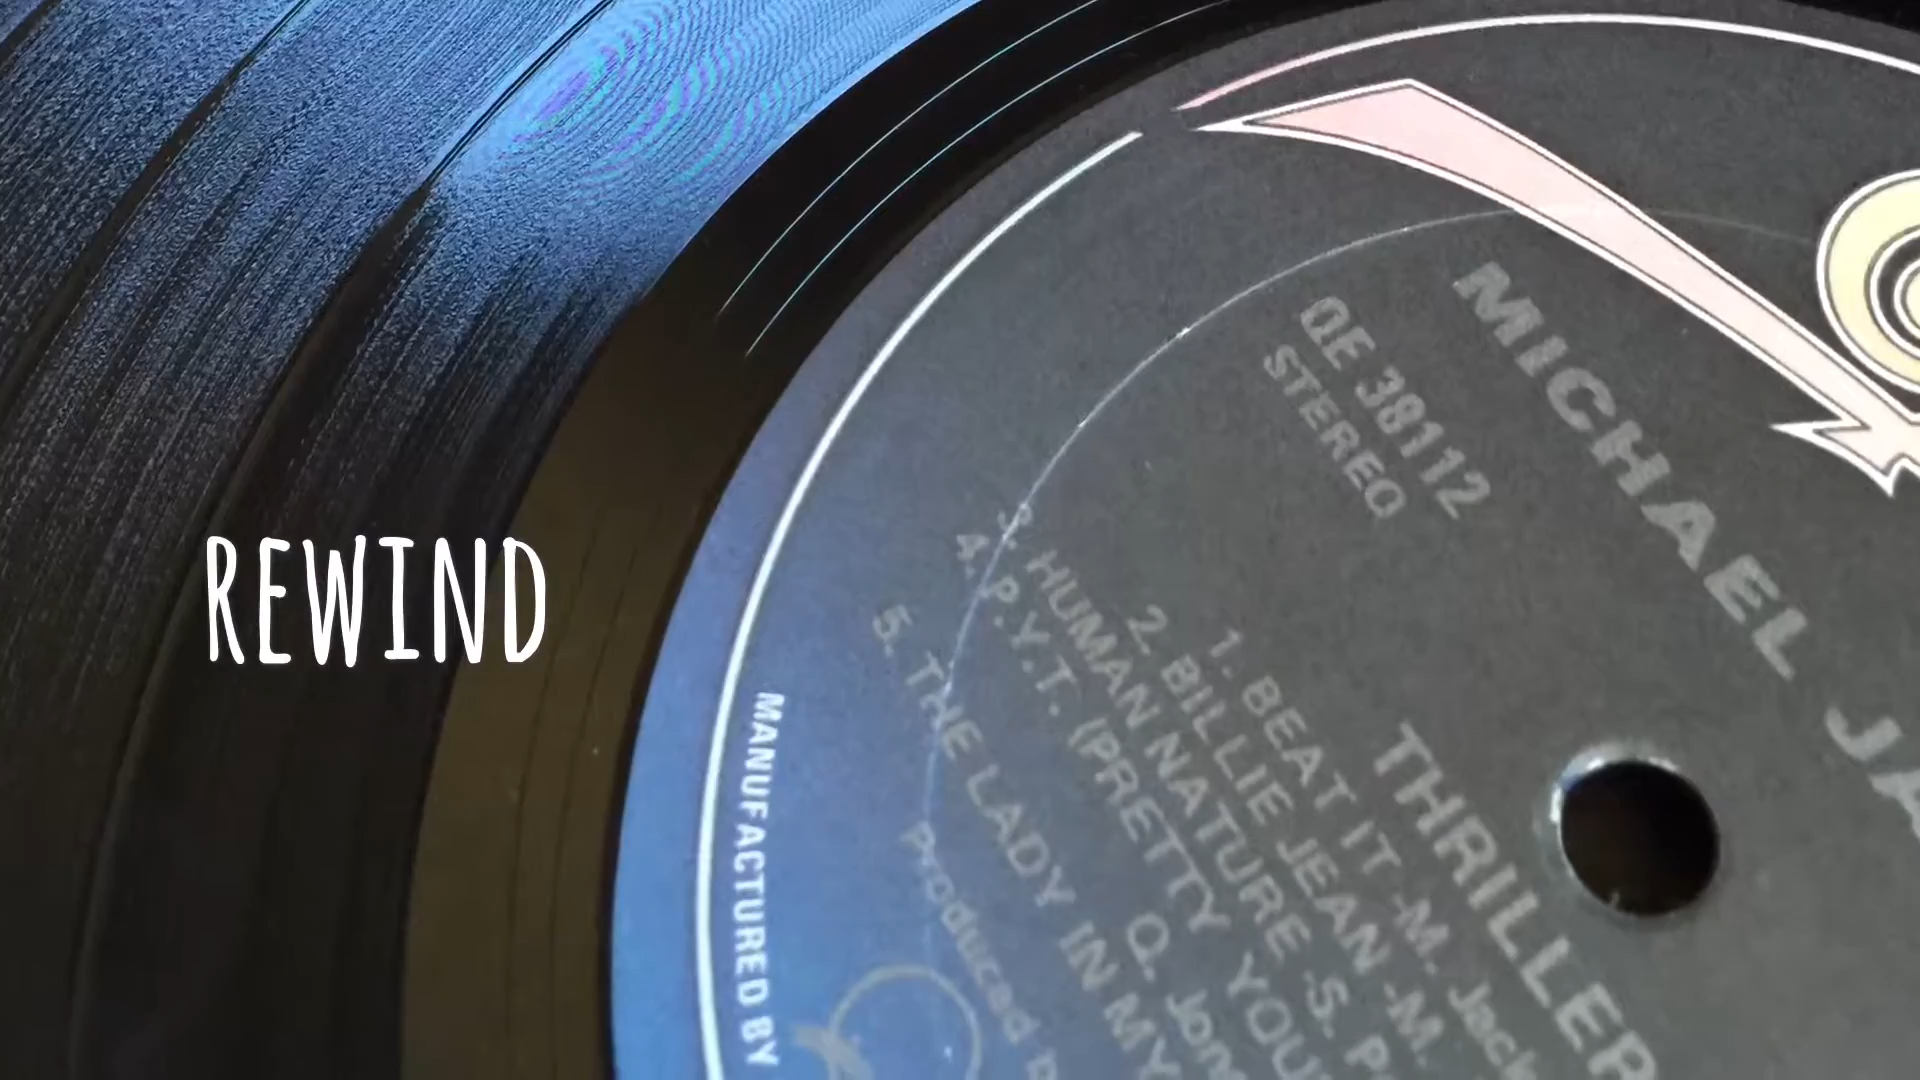 REWIND
MICHAEL JA
QE 38112
STEREO
THRILLER
1. BEAT IT -M. Jack
2. BILLIE JEAN -M.
3. HUMAN NATURE -S. P
4. P.Y.T. (PRETTY YOU
Q. Jon
5. THE LADY IN MY
Produced b
MANUFACTURED BY